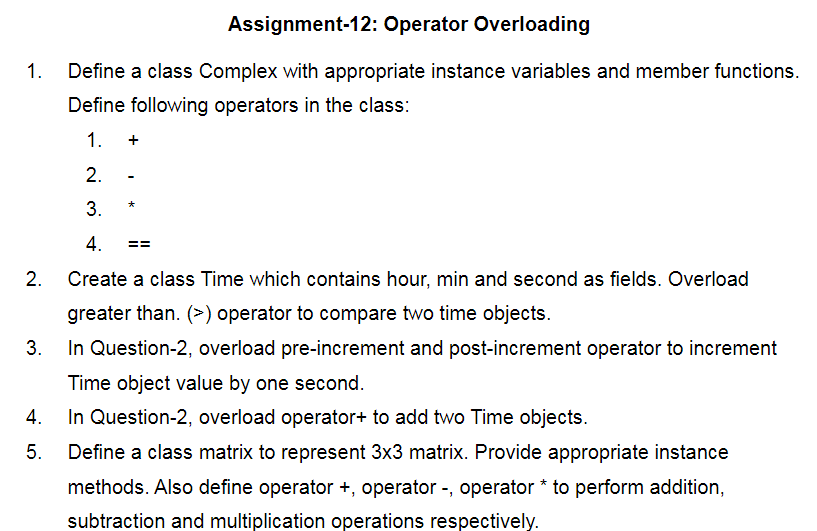 Assignment-12: Operator Overloading
1. Define a class Complex with appropriate instance variables and member functions.
Define following operators in the class:
1. +
2. -
3. *
4. ==
2. Create a class Time which contains hour, min and second as fields. Overload
greater than. (>) operator to compare two time objects.
3. In Question-2, overload pre-increment and post-increment operator to increment
Time object value by one second.
4. In Question-2, overload operator+ to add two Time objects.
5. Define a class matrix to represent 3x3 matrix. Provide appropriate instance
methods. Also define operator +, operator -, operator * to perform addition,
subtraction and multiplication operations respectively.